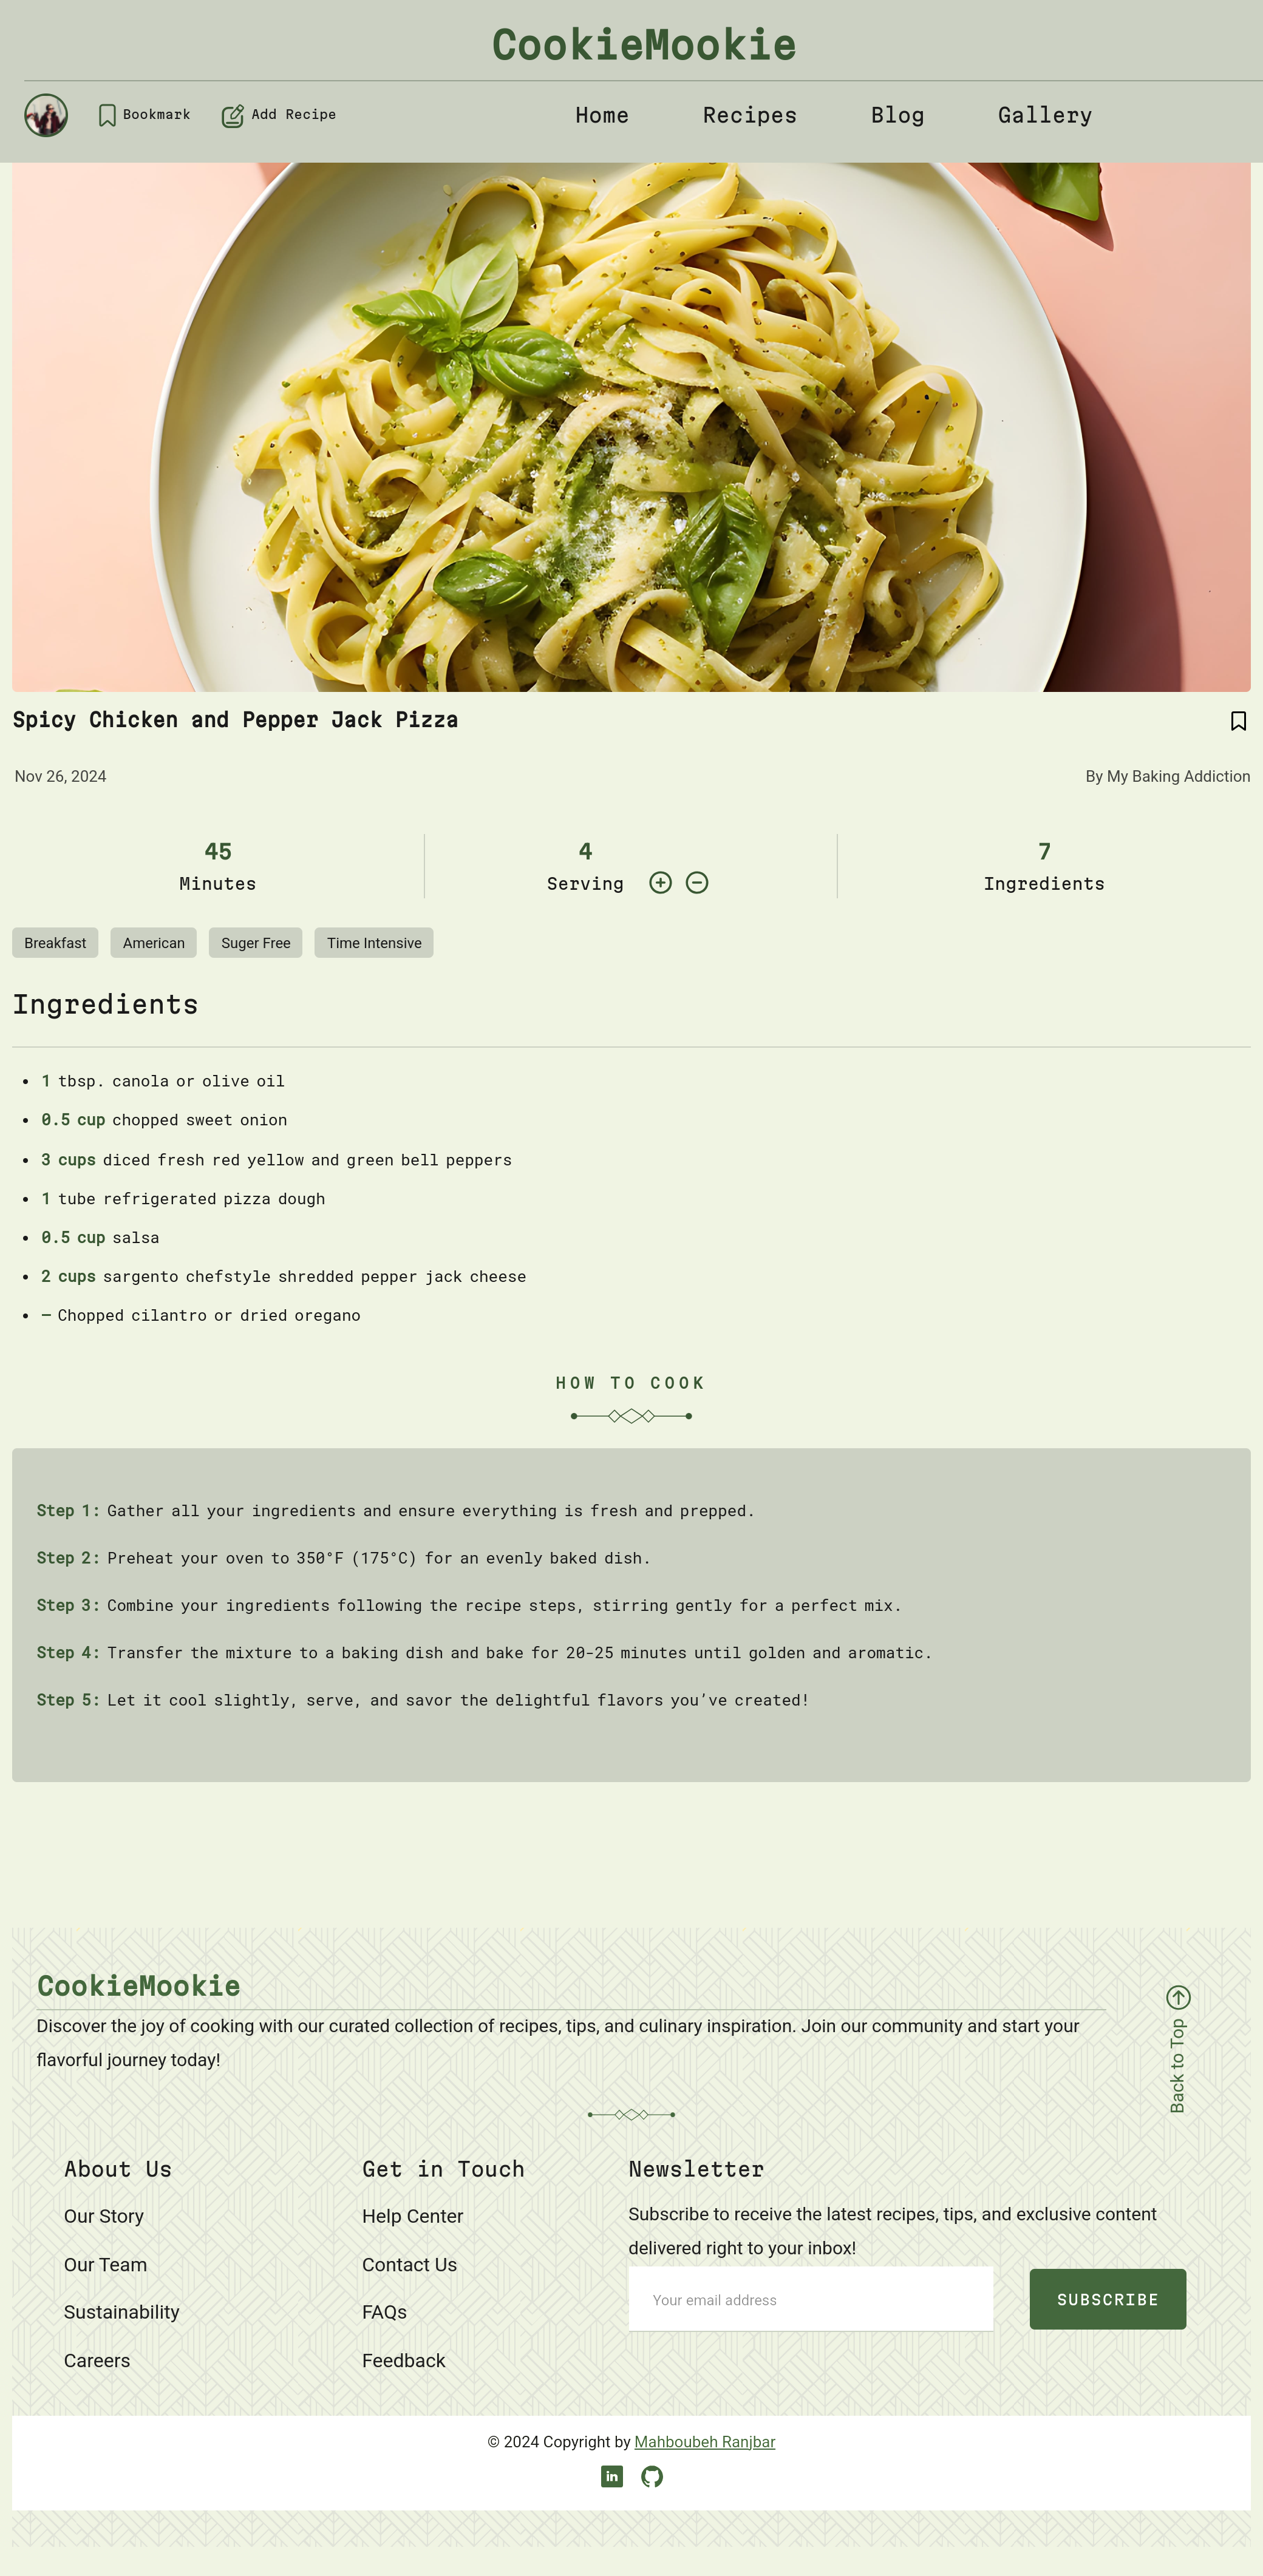 CookieMookie
Bookmark
Add Recipe
Home
Recipes
Blog
Gallery
Spicy Chicken and Pepper Jack Pizza
Nov 26, 2024
By My Baking Addiction
45
Minutes
4
Serving
7
Ingredients
Breakfast
American
Suger Free
Time Intensive
Ingredients
• 1 tbsp. canola or olive oil
• 0.5 cup chopped sweet onion
• 3 cups diced fresh red yellow and green bell peppers
• 1 tube refrigerated pizza dough
• 0.5 cup salsa
• 2 cups sargento chefstyle shredded pepper jack cheese
• — Chopped cilantro or dried oregano
HOW TO COOK
Step 1: Gather all your ingredients and ensure everything is fresh and prepped.
Step 2: Preheat your oven to 350°F (175°C) for an evenly baked dish.
Step 3: Combine your ingredients following the recipe steps, stirring gently for a perfect mix.
Step 4: Transfer the mixture to a baking dish and bake for 20-25 minutes until golden and aromatic.
Step 5: Let it cool slightly, serve, and savor the delightful flavors you’ve created!
CookieMookie
Discover the joy of cooking with our curated collection of recipes, tips, and culinary inspiration. Join our community and start your
flavorful journey today!
Back to Top
About Us
Our Story
Our Team
Sustainability
Careers
Get in Touch
Help Center
Contact Us
FAQs
Feedback
Newsletter
Subscribe to receive the latest recipes, tips, and exclusive content
delivered right to your inbox!
Your email address
SUBSCRIBE
© 2024 Copyright by Mahboubeh Ranjbar
in